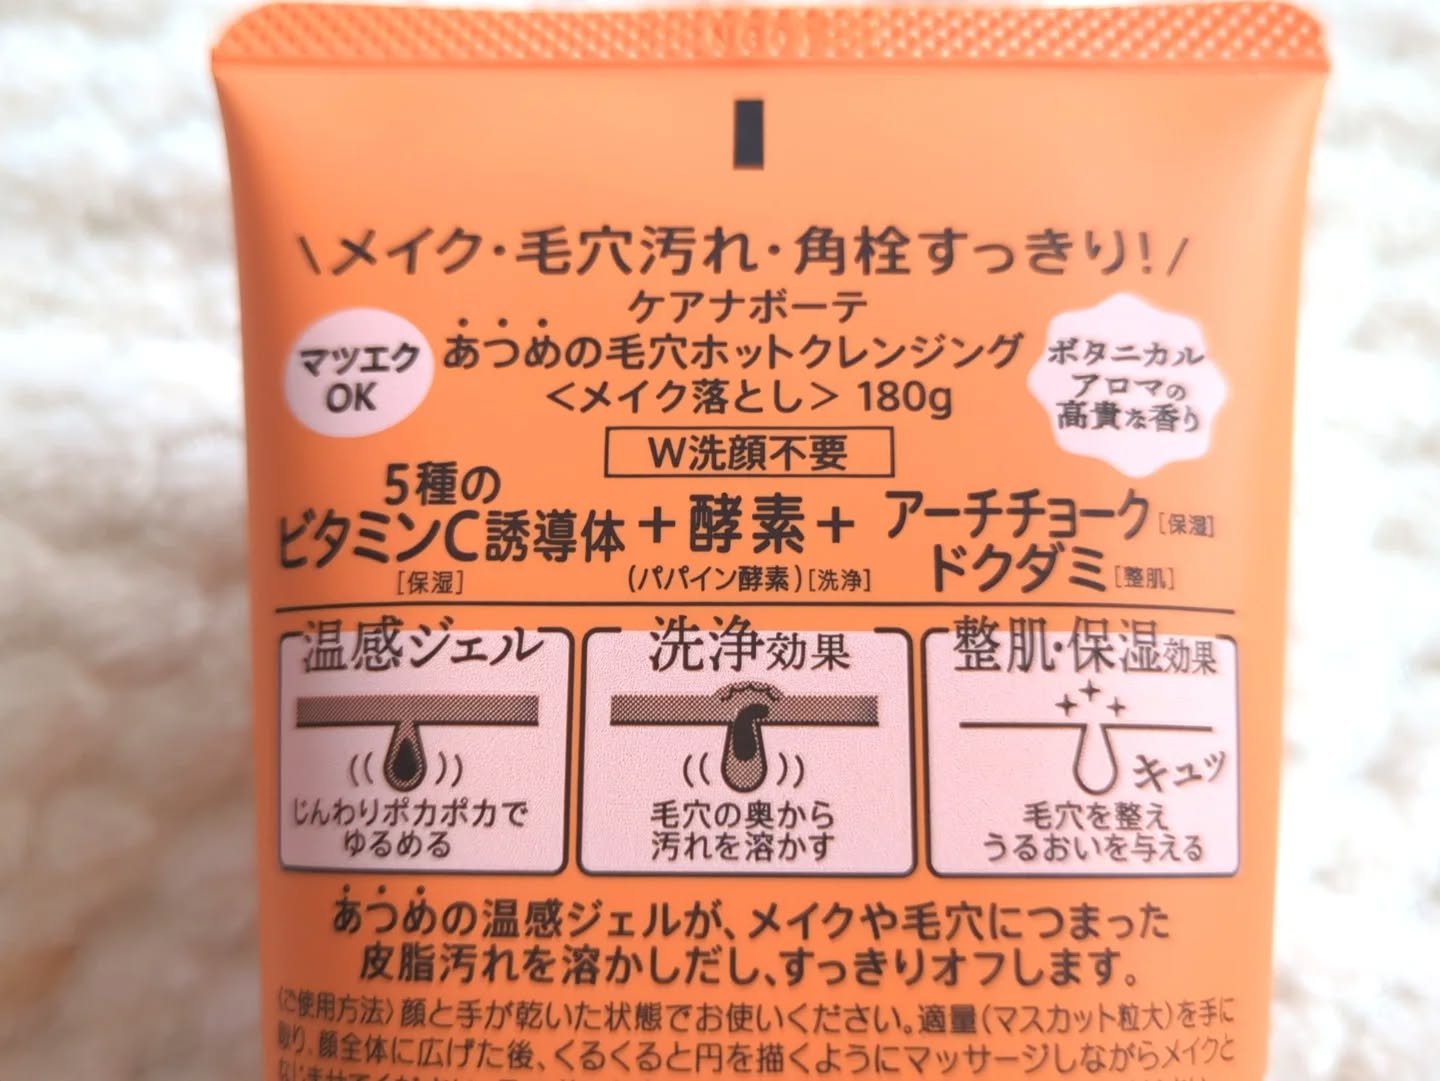 \メイク・毛穴汚れ・角栓すっきり!/
ケアナボーテ
あつめの毛穴ホットクレンジング
<メイク落とし> 180g
マツエク
OK
ボタニカル
アロマの
高貴な香り
W洗顔不要
5種の
ビタミンC誘導体
[保湿]
+
酵素
(パパイン酵素)[洗浄]
+
アーチチョーク[保湿]
ドクダミ[整肌]
温感ジェル
じんわりポカポカで
ゆるめる
洗浄効果
毛穴の奥から
汚れを溶かす
整肌・保湿効果
キュッ
毛穴を整え
うるおいを与える
あつめの温感ジェルが、メイクや毛穴につまった
皮脂汚れを溶かしだし、すっきりオフします。
〈ご使用方法〉顔と手が乾いた状態でお使いください。適量(マスカット粒大)を手に
取り、顔全体に広げた後、くるくると円を描くようにマッサージしながらメイクと